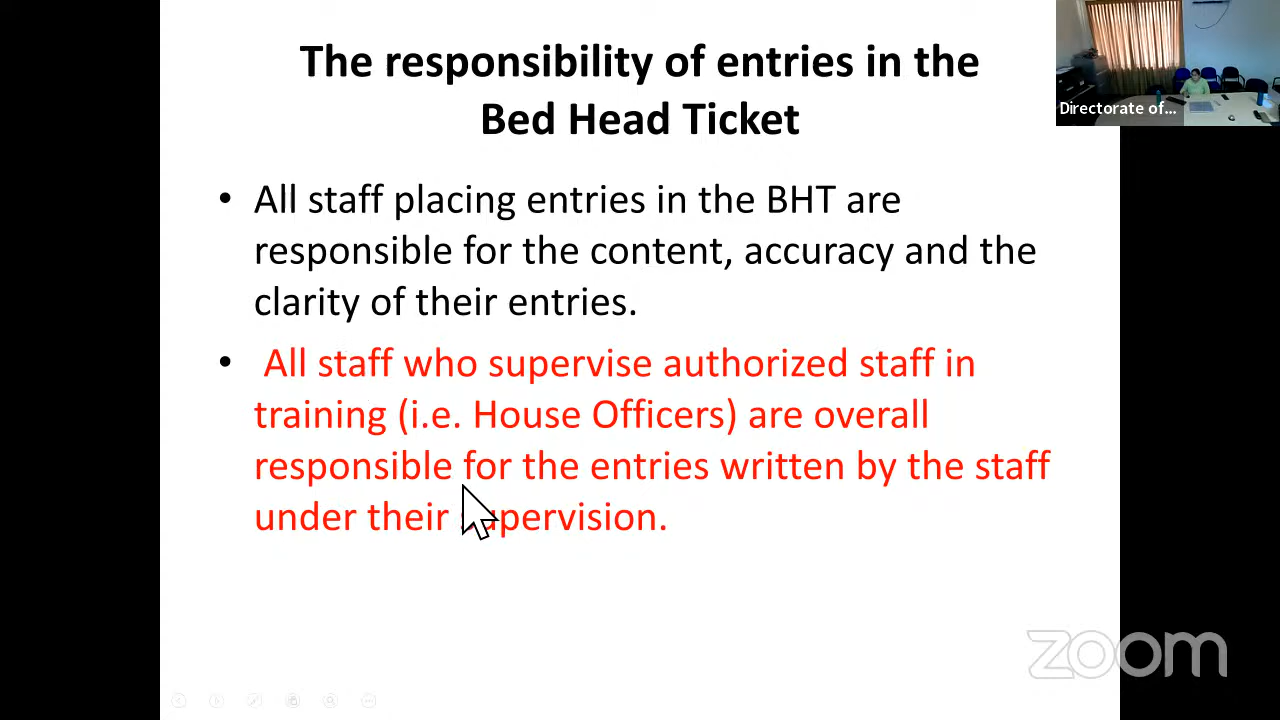 The responsibility of entries in the
Bed Head Ticket
Directorate of...
• All staff placing entries in the BHT are
responsible for the content, accuracy and the
clarity of their entries.
• All staff who supervise authorized staff in
training (i.e. House Officers) are overall
responsible for the entries written by the staff
under their supervision.
zoom